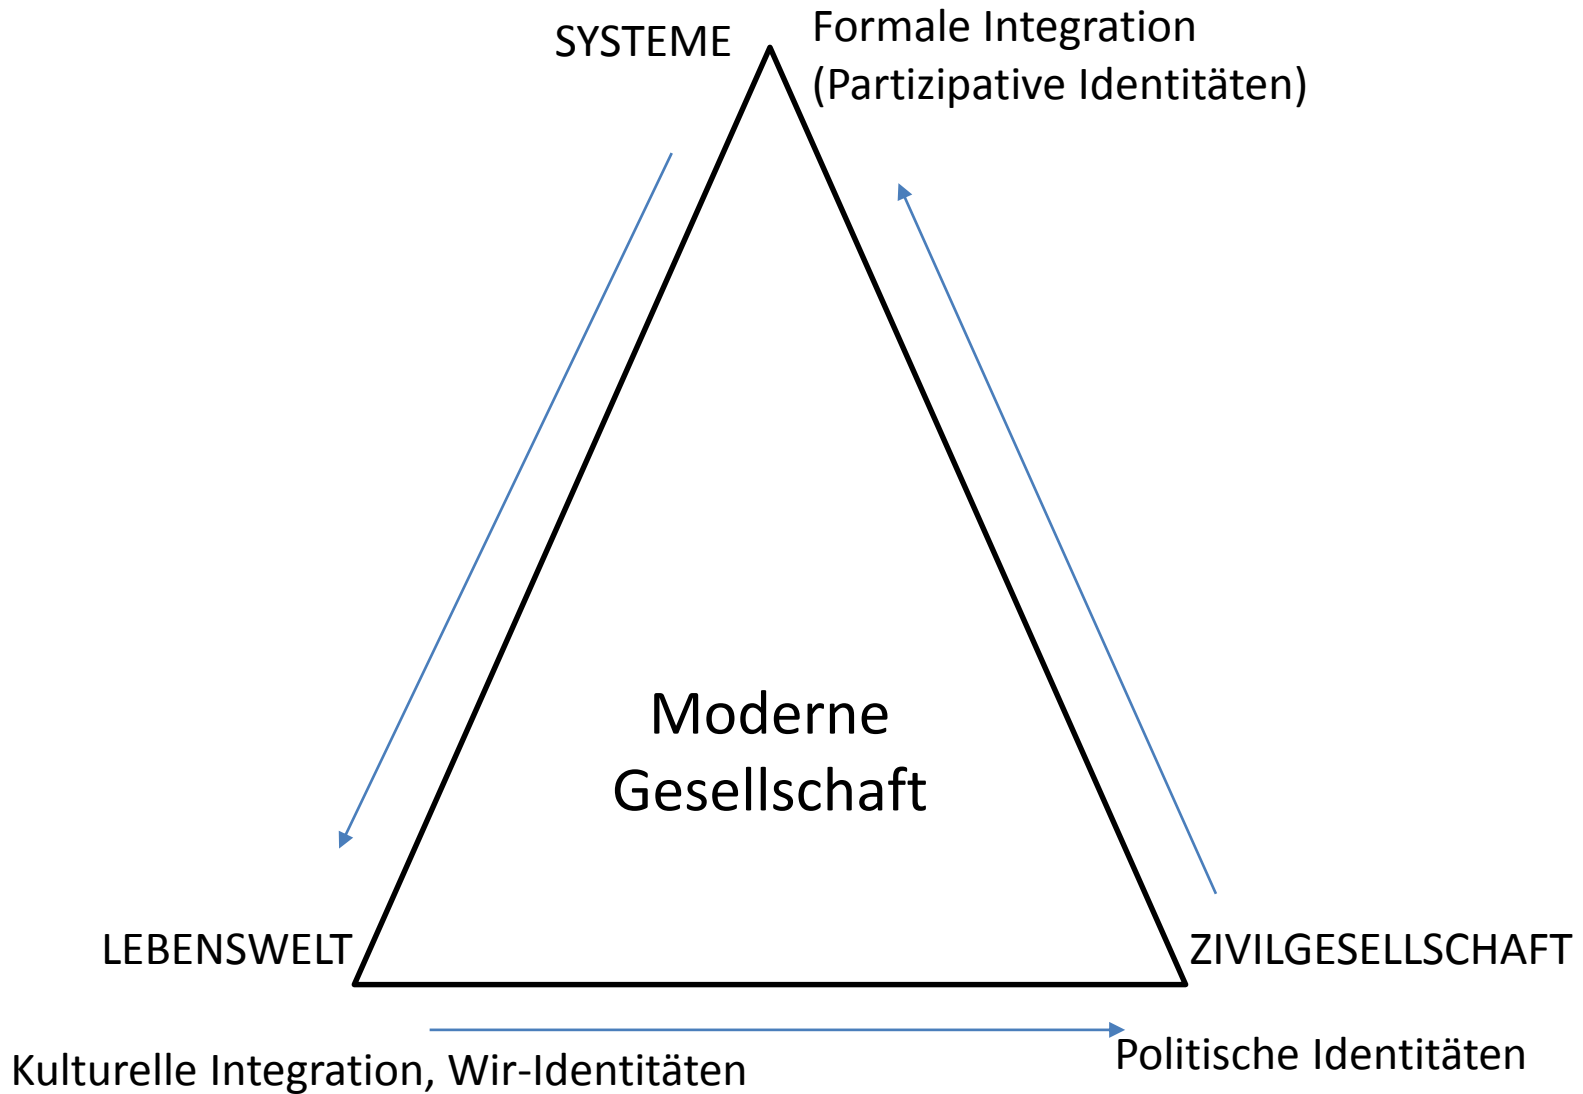 SYSTEME
Formale Integration
(Partizipative Identitäten)
Moderne
Gesellschaft
LEBENSWELT
ZIVILGESELLSCHAFT
Kulturelle Integration, Wir-Identitäten
Politische Identitäten